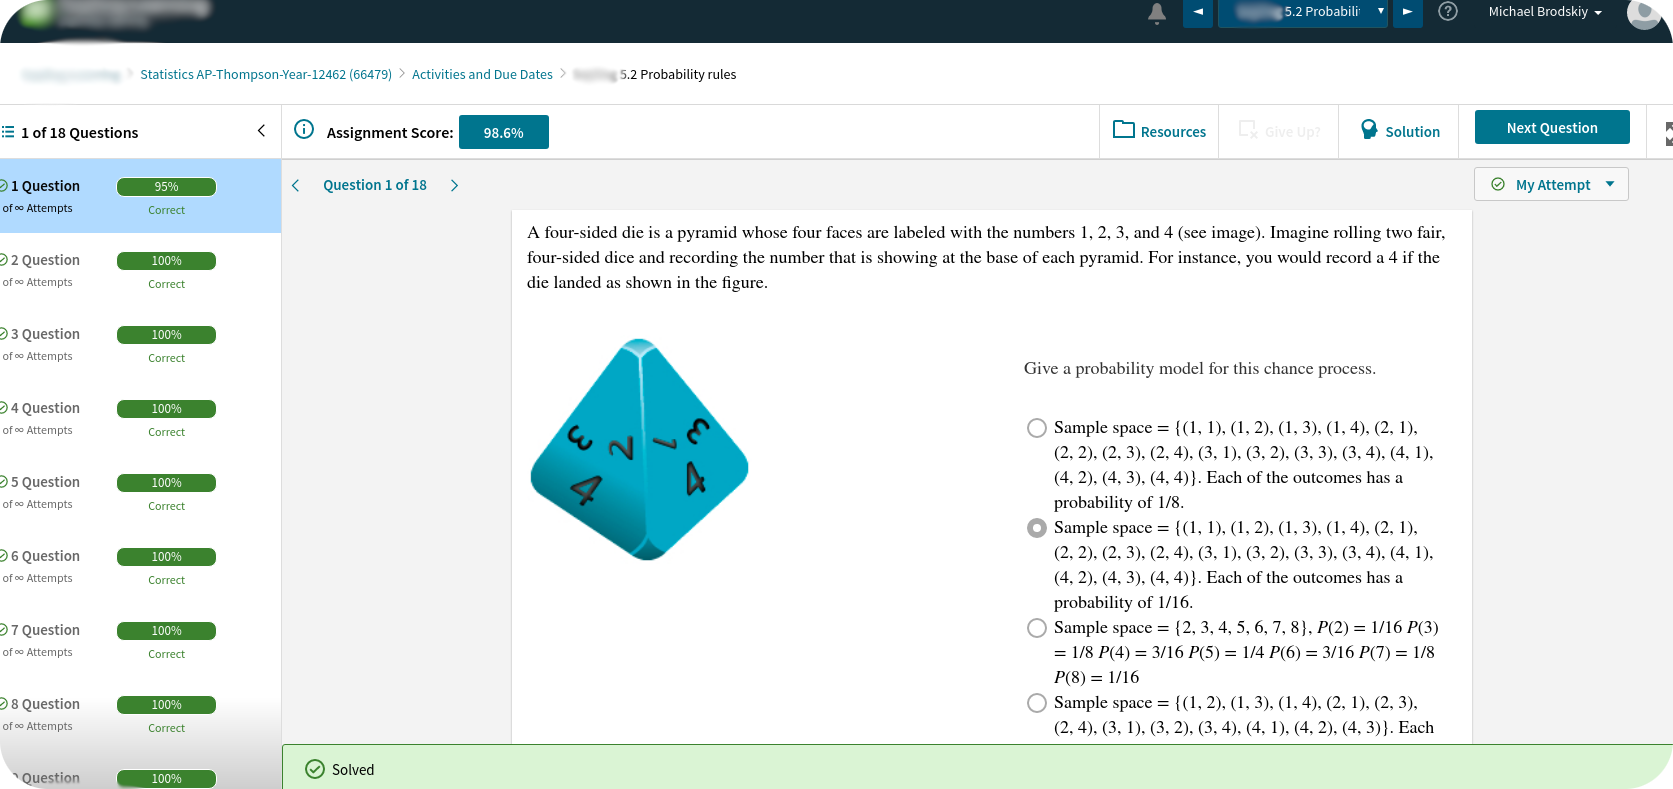 5.2 Probabili
Michael Brodskiy
Statistics AP-Thompson-Year-12462 (66479)
Activities and Due Dates
5.2 Probability rules
1 of 18 Questions
Assignment Score:
98.6%
Resources
Give Up?
Solution
Next Question
1 Question
95%
of ∞ Attempts
Correct
2 Question
100%
of ∞ Attempts
Correct
3 Question
100%
of ∞ Attempts
Correct
4 Question
100%
of ∞ Attempts
Correct
5 Question
100%
of ∞ Attempts
Correct
6 Question
100%
of ∞ Attempts
Correct
7 Question
100%
of ∞ Attempts
Correct
8 Question
100%
of ∞ Attempts
Correct
Question
100%
Question 1 of 18
My Attempt
A four-sided die is a pyramid whose four faces are labeled with the numbers 1, 2, 3, and 4 (see image). Imagine rolling two fair,
four-sided dice and recording the number that is showing at the base of each pyramid. For instance, you would record a 4 if the
die landed as shown in the figure.
3 2 1 3
4 4
Give a probability model for this chance process.
Sample space = {(1, 1), (1, 2), (1, 3), (1, 4), (2, 1),
(2, 2), (2, 3), (2, 4), (3, 1), (3, 2), (3, 3), (3, 4), (4, 1),
(4, 2), (4, 3), (4, 4)}. Each of the outcomes has a
probability of 1/8.
Sample space = {(1, 1), (1, 2), (1, 3), (1, 4), (2, 1),
(2, 2), (2, 3), (2, 4), (3, 1), (3, 2), (3, 3), (3, 4), (4, 1),
(4, 2), (4, 3), (4, 4)}. Each of the outcomes has a
probability of 1/16.
Sample space = {2, 3, 4, 5, 6, 7, 8}, P(2) = 1/16 P(3)
= 1/8 P(4) = 3/16 P(5) = 1/4 P(6) = 3/16 P(7) = 1/8
P(8) = 1/16
Sample space = {(1, 2), (1, 3), (1, 4), (2, 1), (2, 3),
(2, 4), (3, 1), (3, 2), (3, 4), (4, 1), (4, 2), (4, 3)}. Each
Solved